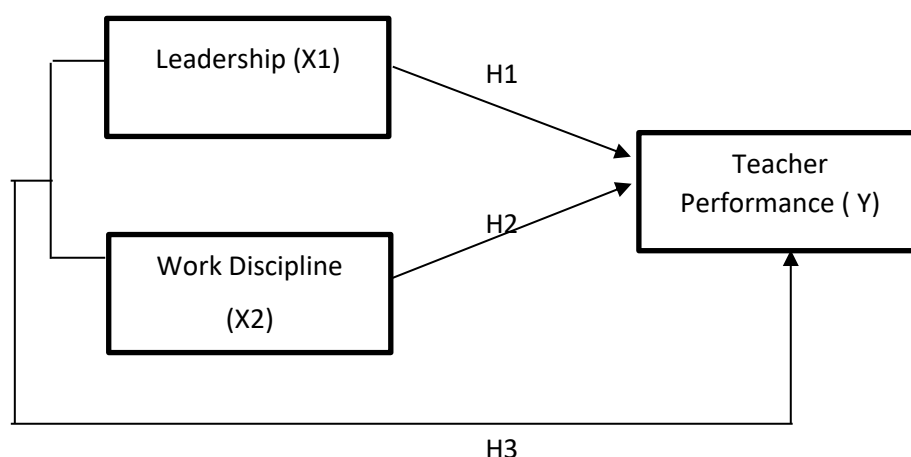 Leadership (X1)
H1
Teacher
Performance ( Y)
H2
Work Discipline
(X2)
H3